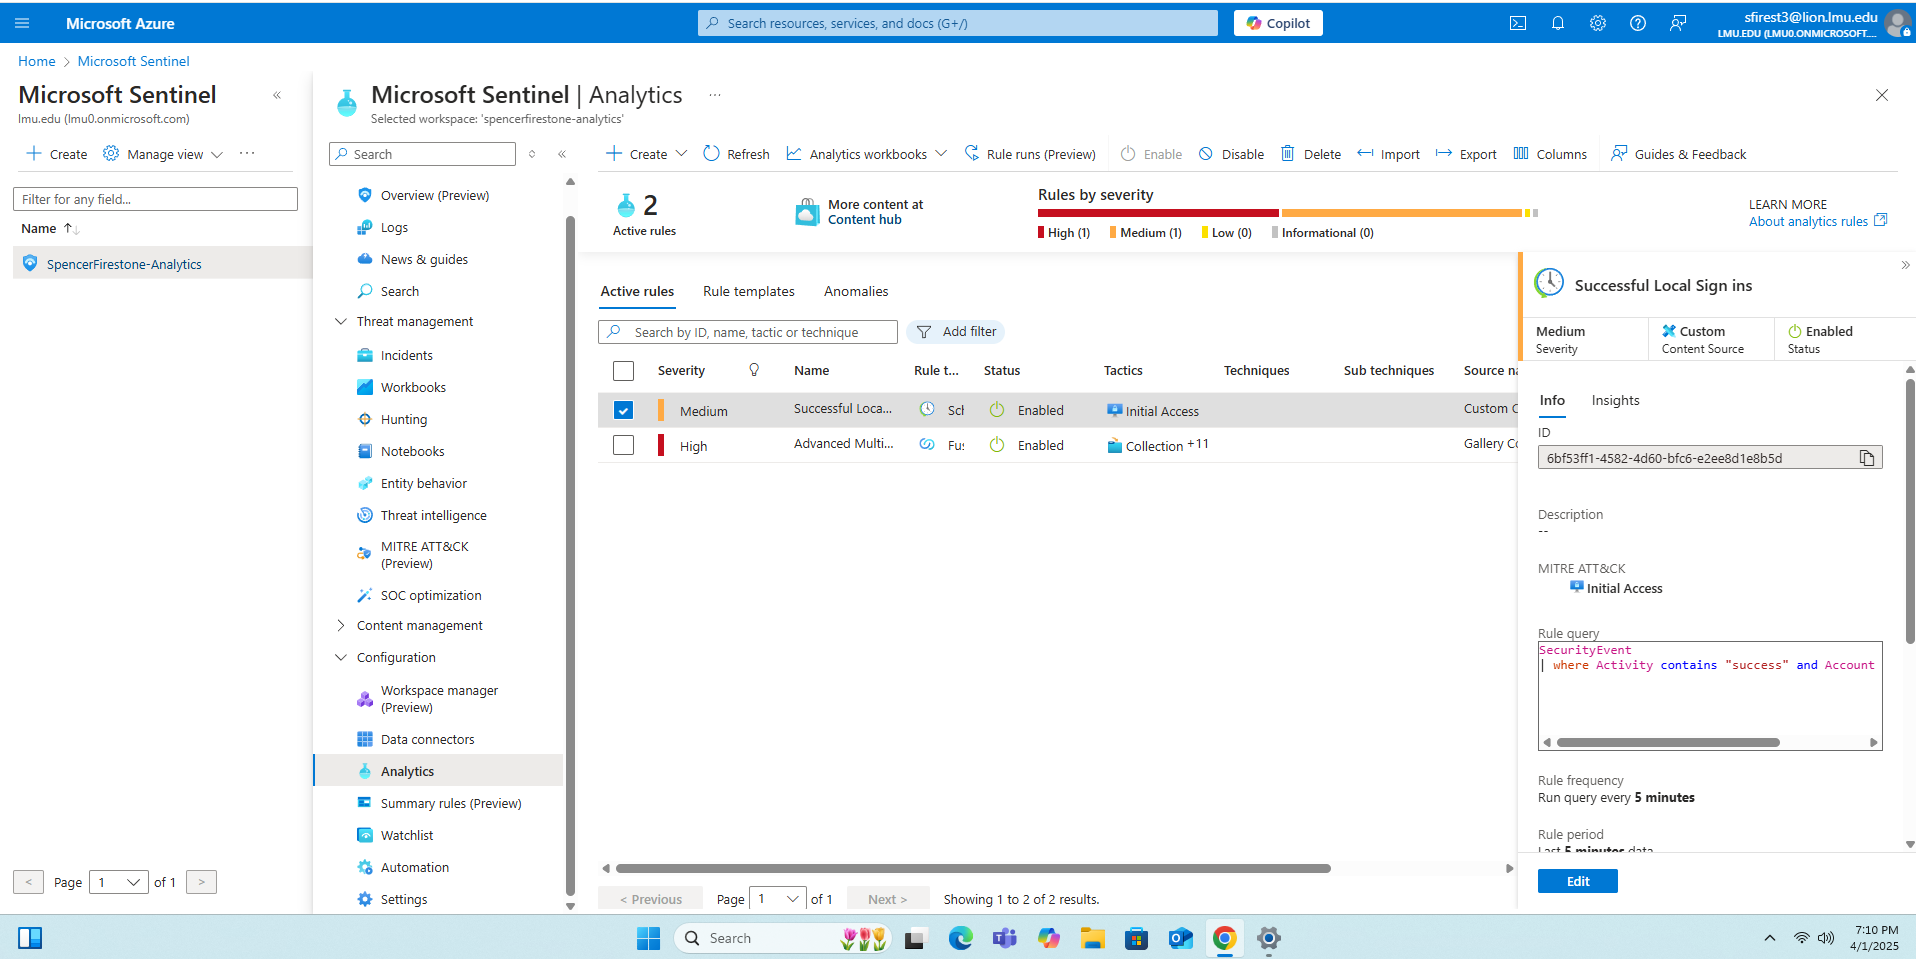 Microsoft Azure
Search resources, services, and docs (G+/)
Copilot
sfirest3@lion.lmu.edu
LMU.EDU (LMU0.ONMICROSOFT....
Home > Microsoft Sentinel
Microsoft Sentinel
lmu.edu (lmu0.onmicrosoft.com)
Create
Manage view
Filter for any field...
Name
SpencerFirestone-Analytics
< Page 1 of 1 >
Microsoft Sentinel | Analytics
Selected workspace: 'spencerfirestone-analytics'
Search
Overview (Preview)
Logs
News & guides
Search
Threat management
Incidents
Workbooks
Hunting
Notebooks
Entity behavior
Threat intelligence
MITRE ATT&CK
(Preview)
SOC optimization
Content management
Configuration
Workspace manager
(Preview)
Data connectors
Analytics
Summary rules (Preview)
Watchlist
Automation
Settings
Create
Refresh
Analytics workbooks
Rule runs (Preview)
Enable
Disable
Delete
Import
Export
Columns
Guides & Feedback
2
Active rules
More content at
Content hub
Rules by severity
High (1) Medium (1) Low (0) Informational (0)
LEARN MORE
About analytics rules
Active rules Rule templates Anomalies
Search by ID, name, tactic or technique
Add filter
Severity Name Rule t... Status Tactics Techniques Sub techniques Source na
Medium Successful Loca... Sch Enabled Initial Access Custom C
High Advanced Multi... Fus Enabled Collection +11 Gallery Co
< Previous Page 1 of 1 Next > Showing 1 to 2 of 2 results.
Successful Local Sign ins
Medium
Severity
Custom
Content Source
Enabled
Status
Info Insights
ID
6bf53ff1-4582-4d60-bfc6-e2ee8d1e8b5d
Description
--
MITRE ATT&CK
Initial Access
Rule query
SecurityEvent
| where Activity contains "success" and Account
Rule frequency
Run query every 5 minutes
Rule period
Last 5 minutes data
Edit
Search
7:10 PM
4/1/2025